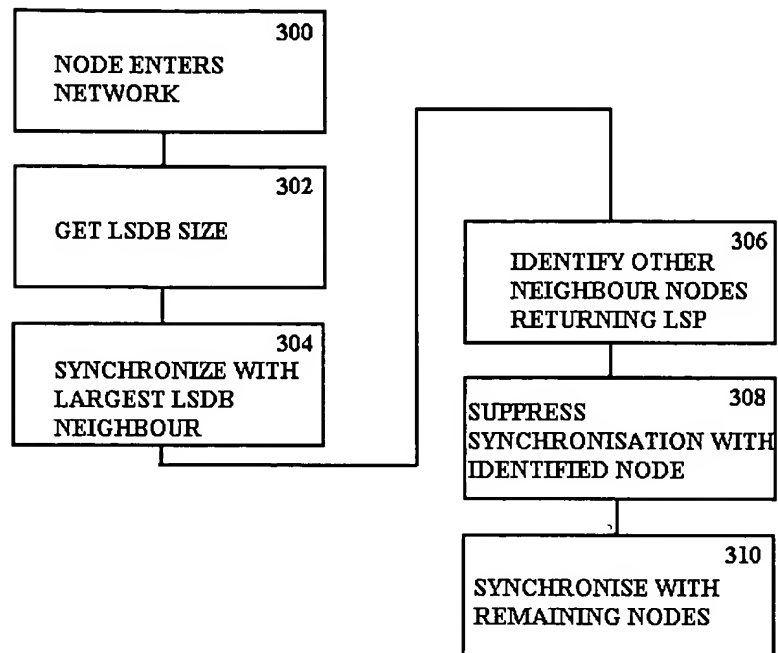 300
NODE ENTERS
NETWORK
302
GET LSDB SIZE
304
SYNCHRONIZE WITH
LARGEST LSDB
NEIGHBOUR
306
IDENTIFY OTHER
NEIGHBOUR NODES
RETURNING LSP
308
SUPPRESS
SYNCHRONISATION WITH
IDENTIFIED NODE
310
SYNCHRONISE WITH
REMAINING NODES